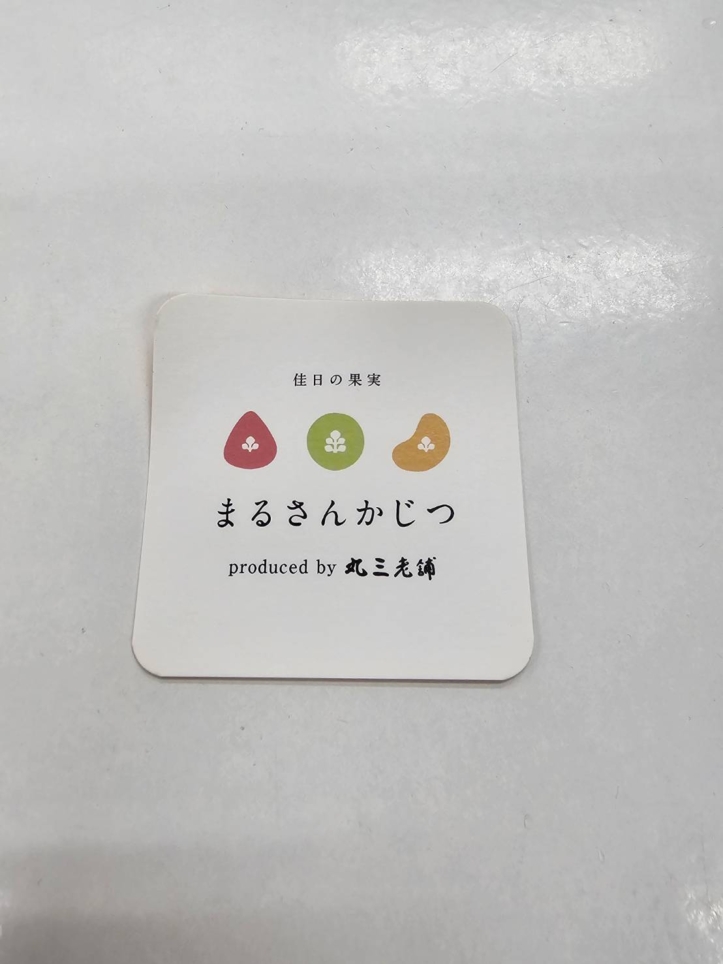 佳日の果実
まるさんかじつ
produced by 丸三老舗